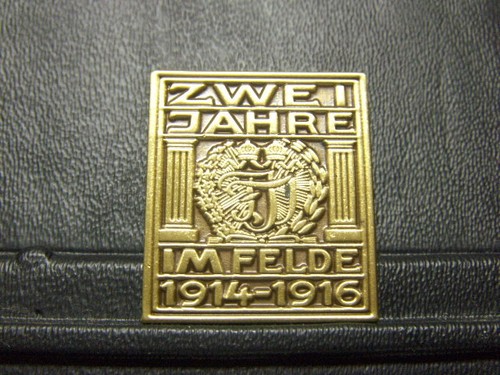 ZWEI
JAHRE
IM FELDE
1914-1916